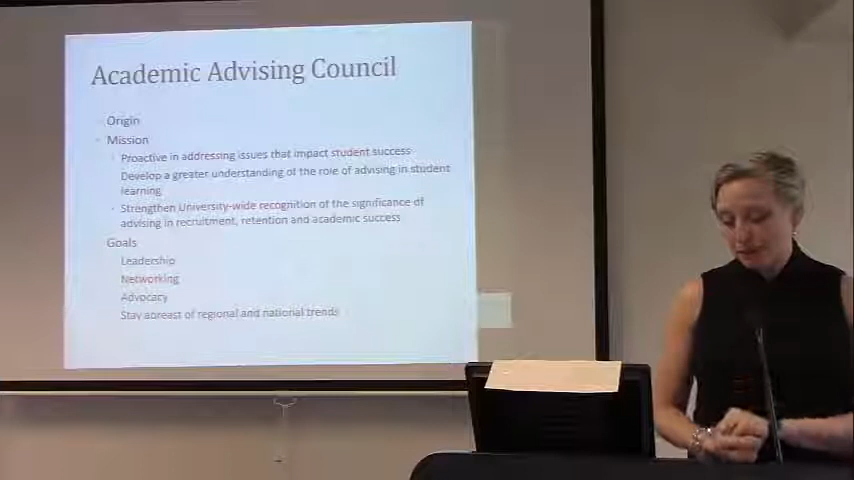 Academic Advising Council
Origin
Mission
Proactive in addressing issues that impact student success
Develop a greater understanding of the role of advising in student
learning
Strengthen University-wide recognition of the significance of
advising in recruitment, retention and academic success
Goals
Leadership
Networking
Advocacy
Stay abreast of regional and national trends